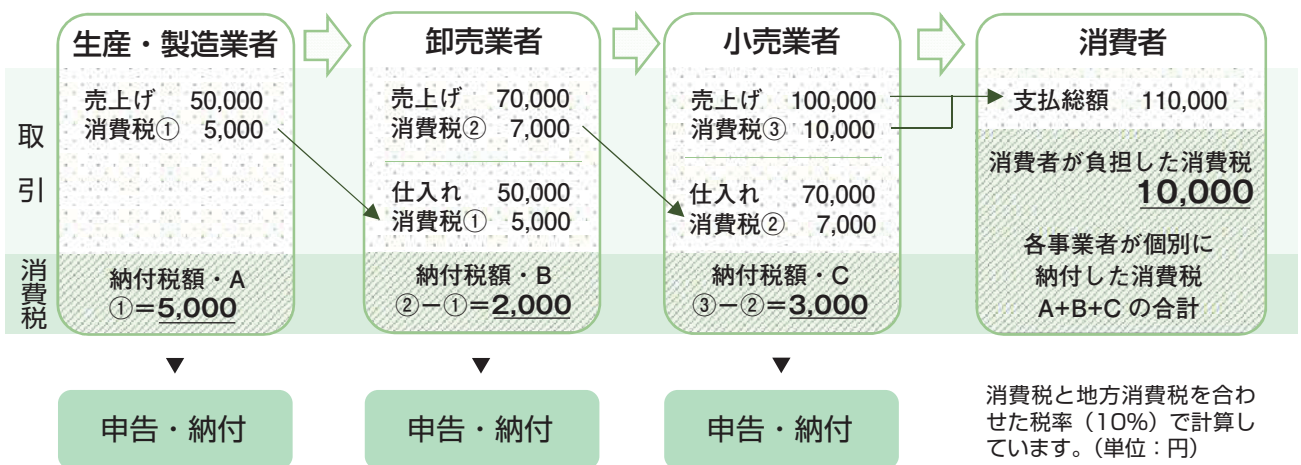 生産・製造業者
卸売業者
小売業者
消費者
取引
売上げ 50,000
消費税① 5,000
売上げ 70,000
消費税② 7,000
仕入れ 50,000
消費税① 5,000
売上げ 100,000
消費税③ 10,000
仕入れ 70,000
消費税② 7,000
支払総額 110,000
消費者が負担した消費税
10,000
各事業者が個別に
納付した消費税
A+B+C の合計
消費税
納付税額・A
①=5,000
納付税額・B
②−①=2,000
納付税額・C
③−②=3,000
申告・納付
申告・納付
申告・納付
消費税と地方消費税を合わ
せた税率（10%）で計算し
ています。（単位：円）